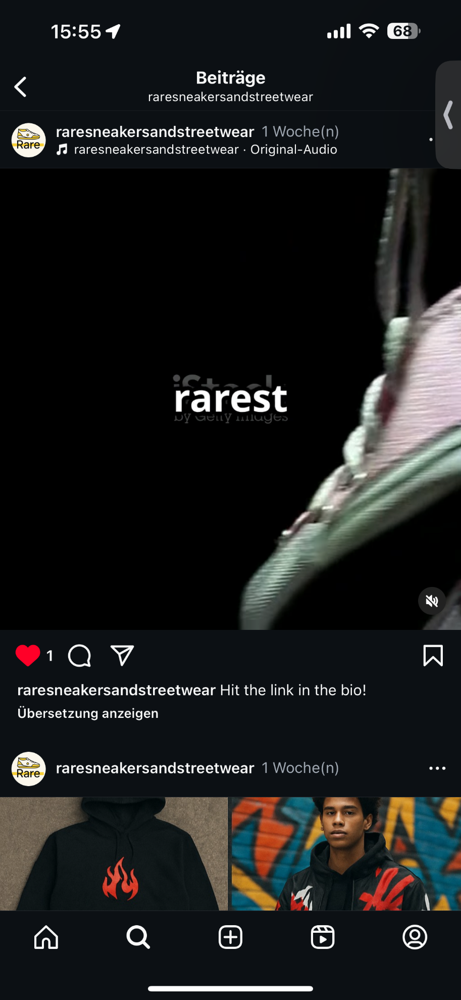 15:55
68
Beiträge
raresneakersandstreetwear
Rare
raresneakersandstreetwear 1 Woche(n)
raresneakersandstreetwear · Original-Audio
iStock
rarest
by Getty Images
1
raresneakersandstreetwear Hit the link in the bio!
Übersetzung anzeigen
Rare
raresneakersandstreetwear 1 Woche(n)